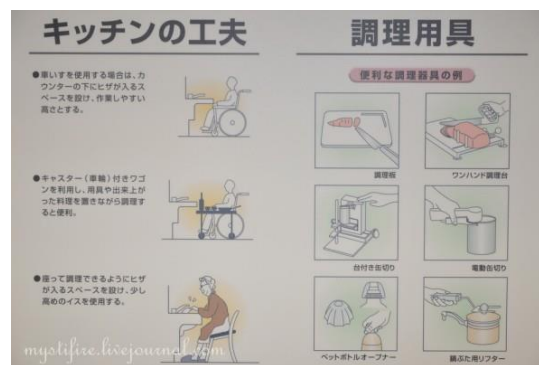 キッチンの工夫
●車いすを使用する場合は、カ
ウンターの下にヒザが入るス
ペースを設け、作業しやすい
高さとする。
●キャスター(車輪)付きワゴ
ンを利用し、用具や出来上が
った料理を置きながら調理す
ると便利。
●座って調理できるようにヒザ
が入るスペースを設け、少し
高めのイスを使用する。
調理用具
便利な調理器具の例
調理板
ワンハンド調理台
台付き缶切り
電動缶切り
ペットボトルオープナー
鍋ぶた用リフター
mystifire.livejournal.com